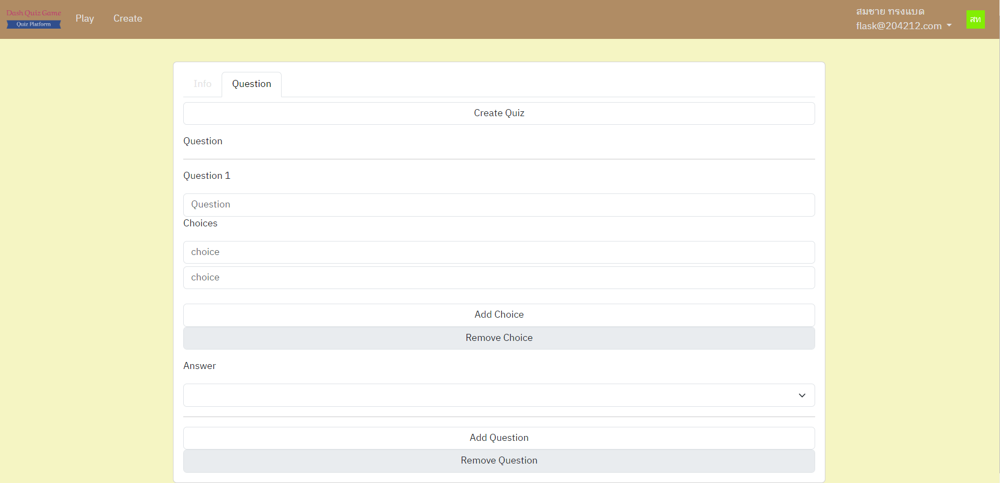 Dash Quiz Game
Quiz Platform
Play
Create
สมชาย ทรงแบด
flask@204212.com
สท
Info
Question
Create Quiz
Question
Question 1
Question
Choices
choice
choice
Add Choice
Remove Choice
Answer
Add Question
Remove Question